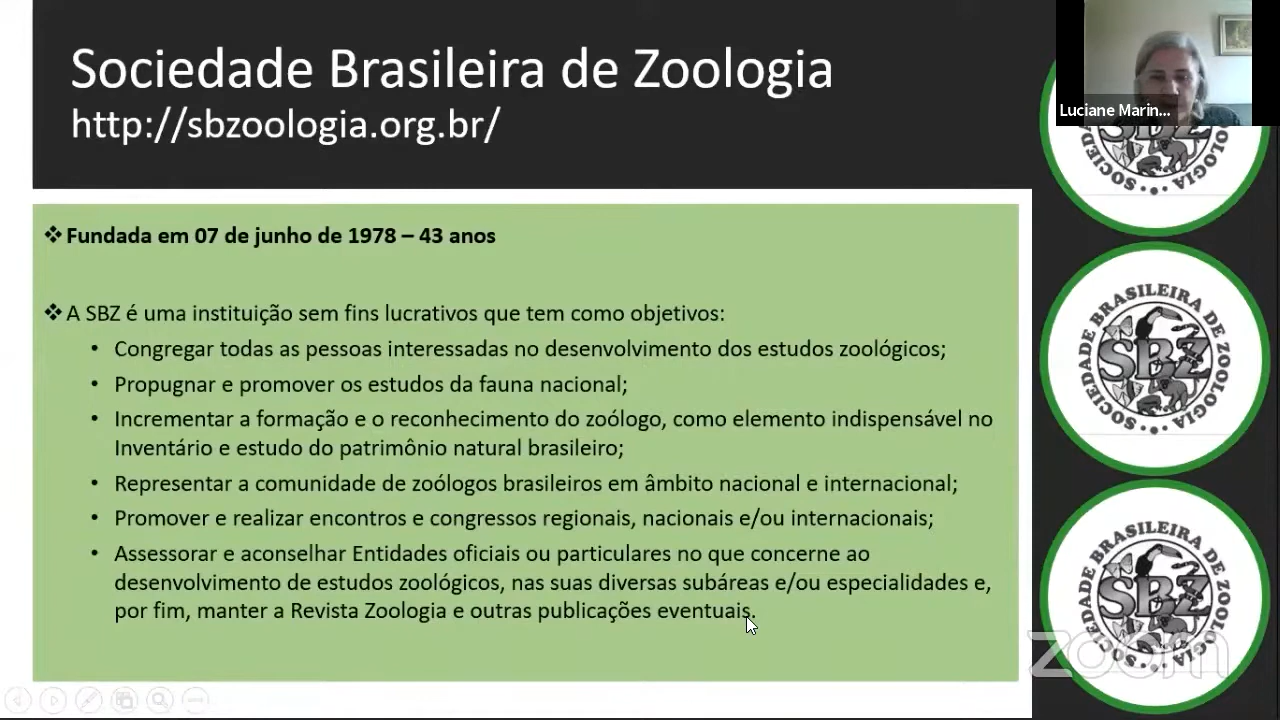 Sociedade Brasileira de Zoologia
http://sbzoologia.org.br/
Luciane Marin...
❖Fundada em 07 de junho de 1978 – 43 anos
❖A SBZ é uma instituição sem fins lucrativos que tem como objetivos:
• Congregar todas as pessoas interessadas no desenvolvimento dos estudos zoológicos;
• Propugnar e promover os estudos da fauna nacional;
• Incrementar a formação e o reconhecimento do zoólogo, como elemento indispensável no
Inventário e estudo do patrimônio natural brasileiro;
• Representar a comunidade de zoólogos brasileiros em âmbito nacional e internacional;
• Promover e realizar encontros e congressos regionais, nacionais e/ou internacionais;
• Assessorar e aconselhar Entidades oficiais ou particulares no que concerne ao
desenvolvimento de estudos zoológicos, nas suas diversas subáreas e/ou especialidades e,
por fim, manter a Revista Zoologia e outras publicações eventuais.
SOCIEDADE BRASILEIRA DE ZOOLOGIA
SBZ
SOCIEDADE BRASILEIRA DE ZOOLOGIA
SBZ
zoom